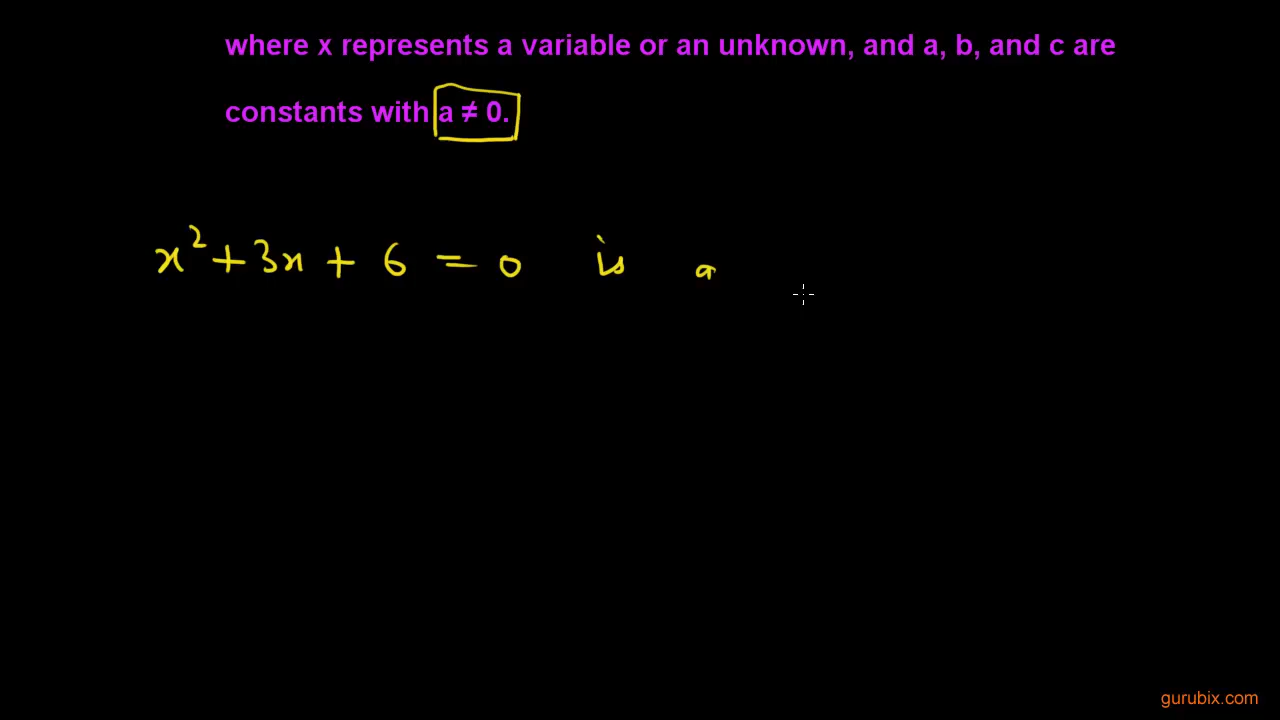 where x represents a variable or an unknown, and a, b, and c are
constants with a ≠ 0.
x² + 3x + 6 = 0 is a
gurubix.com